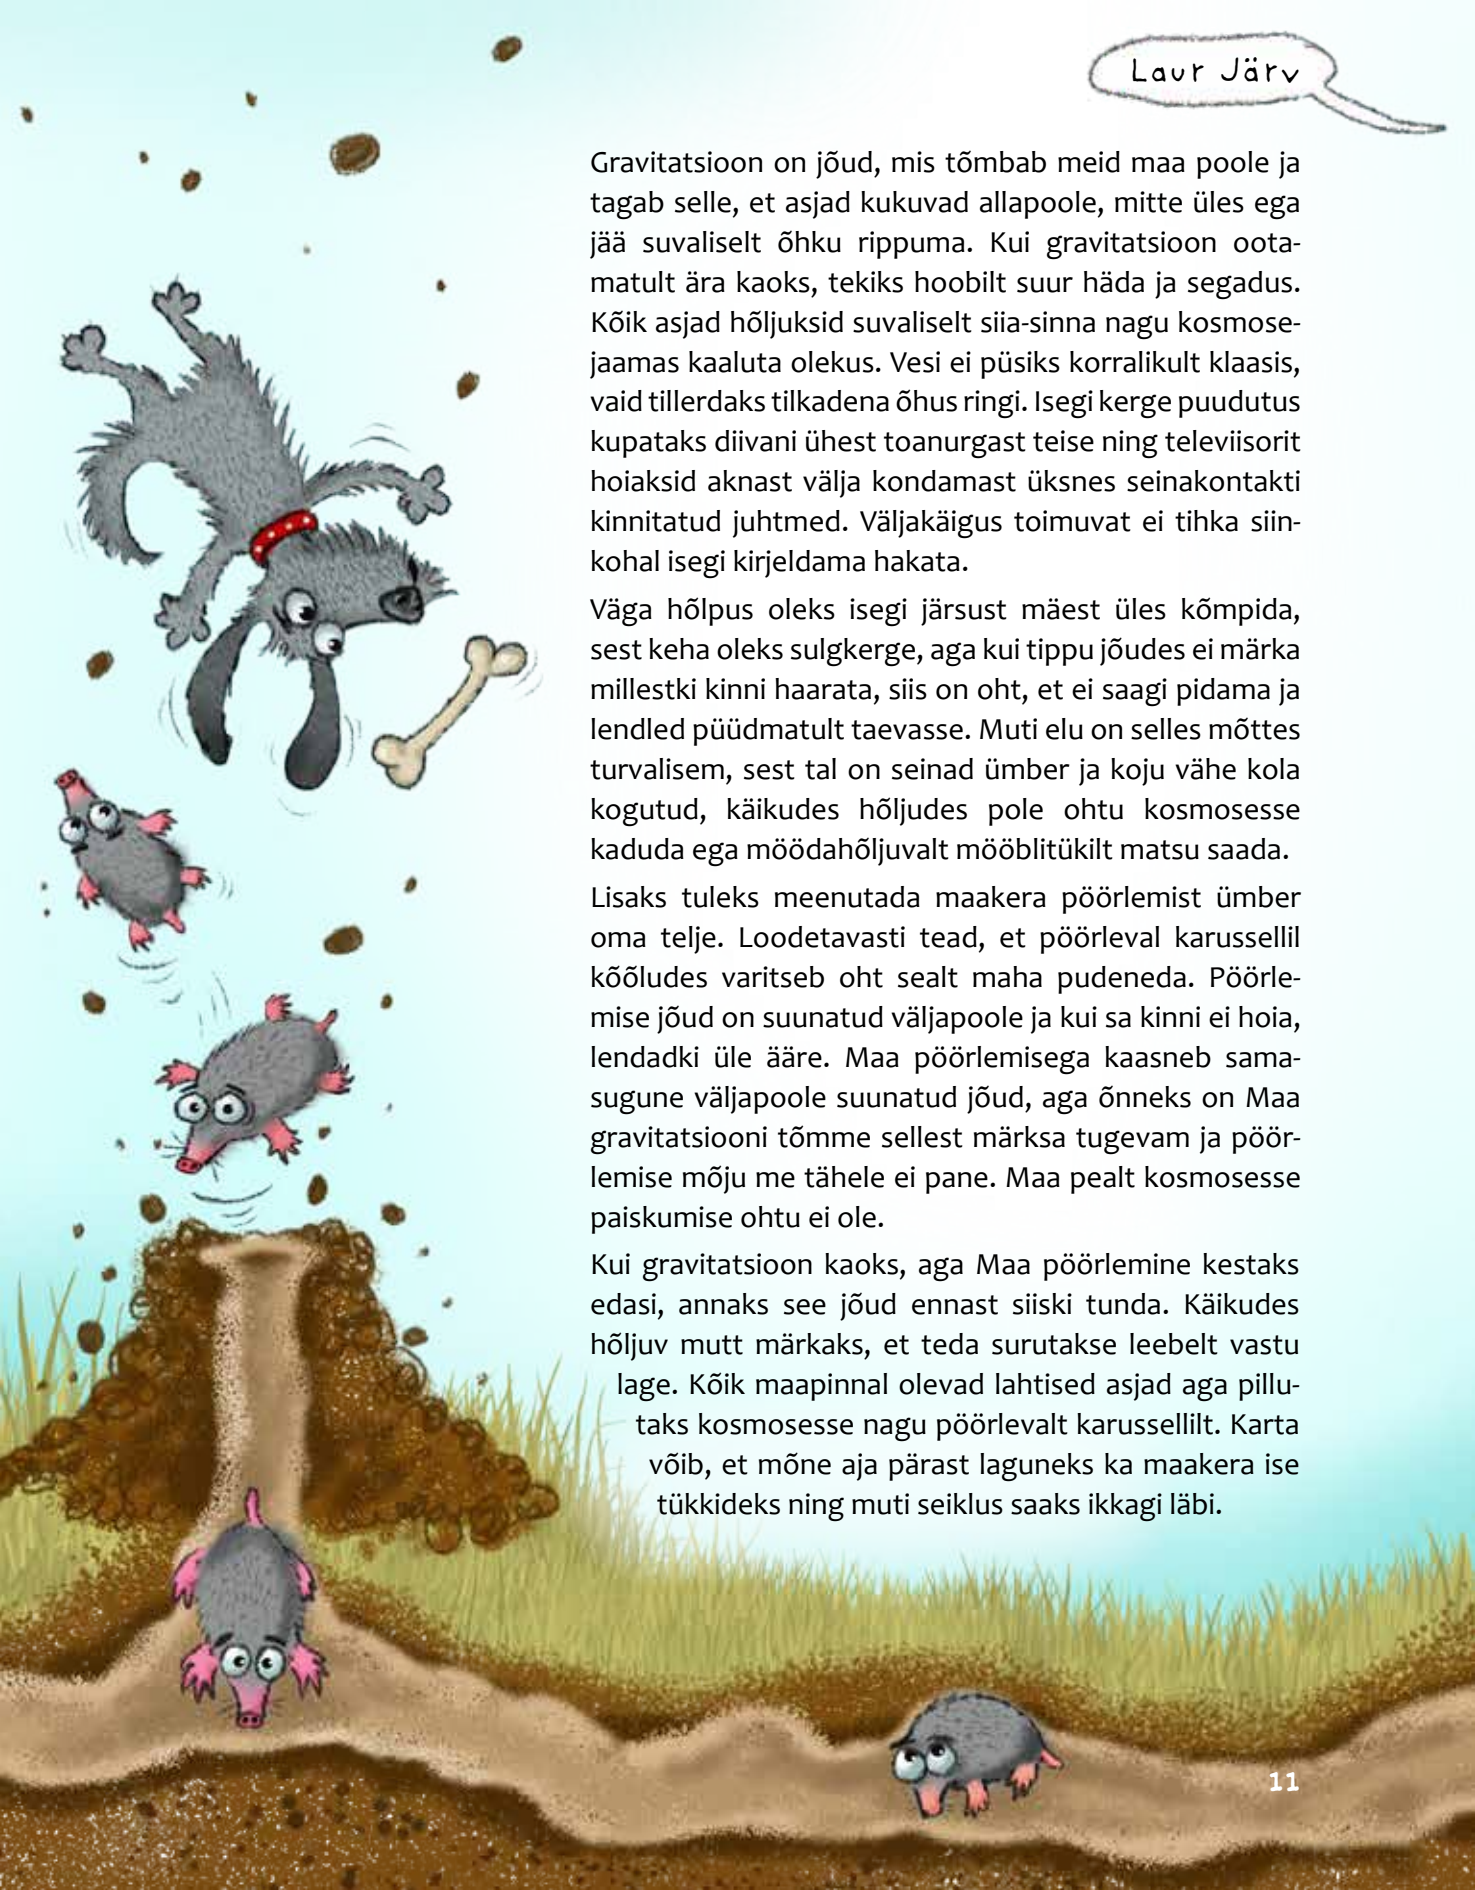 Laur Järv
Gravitatsioon on jõud, mis tõmbab meid maa poole ja
tagab selle, et asjad kukuvad allapoole, mitte üles ega
jää suvaliselt õhku rippuma. Kui gravitatsioon oota-
matult ära kaoks, tekiks hoobilt suur häda ja segadus.
Kõik asjad hõljuksid suvaliselt siia-sinna nagu kosmose-
jaamas kaaluta olekus. Vesi ei püsiks korralikult klaasis,
vaid tillerdaks tilkadena õhus ringi. Isegi kerge puudutus
kupataks diivani ühest toanurgast teise ning televiisorit
hoiaksid aknast välja kondamast üksnes seinakontakti
kinnitatud juhtmed. Väljakäigus toimuvat ei tihka siin-
kohal isegi kirjeldama hakata.
Väga hõlpus oleks isegi järsust mäest üles kõmpida,
sest keha oleks sulgkerge, aga kui tippu jõudes ei märka
millestki kinni haarata, siis on oht, et ei saagi pidama ja
lendled püüdmatult taevasse. Muti elu on selles mõttes
turvalisem, sest tal on seinad ümber ja koju vähe kola
kogutud, käikudes hõljudes pole ohtu kosmosesse
kaduda ega möödahõljuvalt mööblitükilt matsu saada.
Lisaks tuleks meenutada maakera pöörlemist ümber
oma telje. Loodetavasti tead, et pöörleval karussellil
kõõludes varitseb oht sealt maha pudeneda. Pöörle-
mise jõud on suunatud väljapoole ja kui sa kinni ei hoia,
lendadki üle ääre. Maa pöörlemisega kaasneb sama-
sugune väljapoole suunatud jõud, aga õnneks on Maa
gravitatsiooni tõmme sellest märksa tugevam ja pöör-
lemise mõju me tähele ei pane. Maa pealt kosmosesse
paiskumise ohtu ei ole.
Kui gravitatsioon kaoks, aga Maa pöörlemine kestaks
edasi, annaks see jõud ennast siiski tunda. Käikudes
hõljuv mutt märkaks, et teda surutakse leebelt vastu
lage. Kõik maapinnal olevad lahtised asjad aga pillu-
taks kosmosesse nagu pöörlevalt karussellilt. Karta
võib, et mõne aja pärast laguneks ka maakera ise
tükkideks ning muti seiklus saaks ikkagi läbi.
11